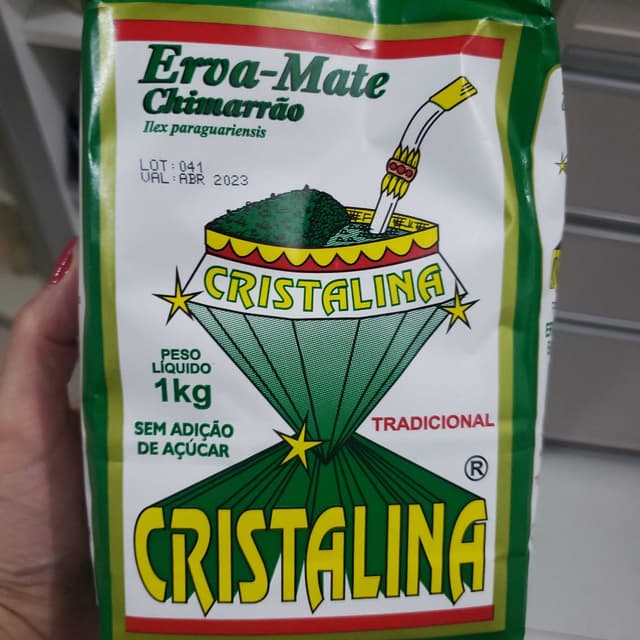 Erva-Mate
Chimarrão
Ilex paraguariensis
LOT:041
VAL:ABR 2023
CRISTALINA
PESO
LÍQUIDO
1kg
SEM ADIÇÃO
DE AÇÚCAR
TRADICIONAL
®
CRISTALINA